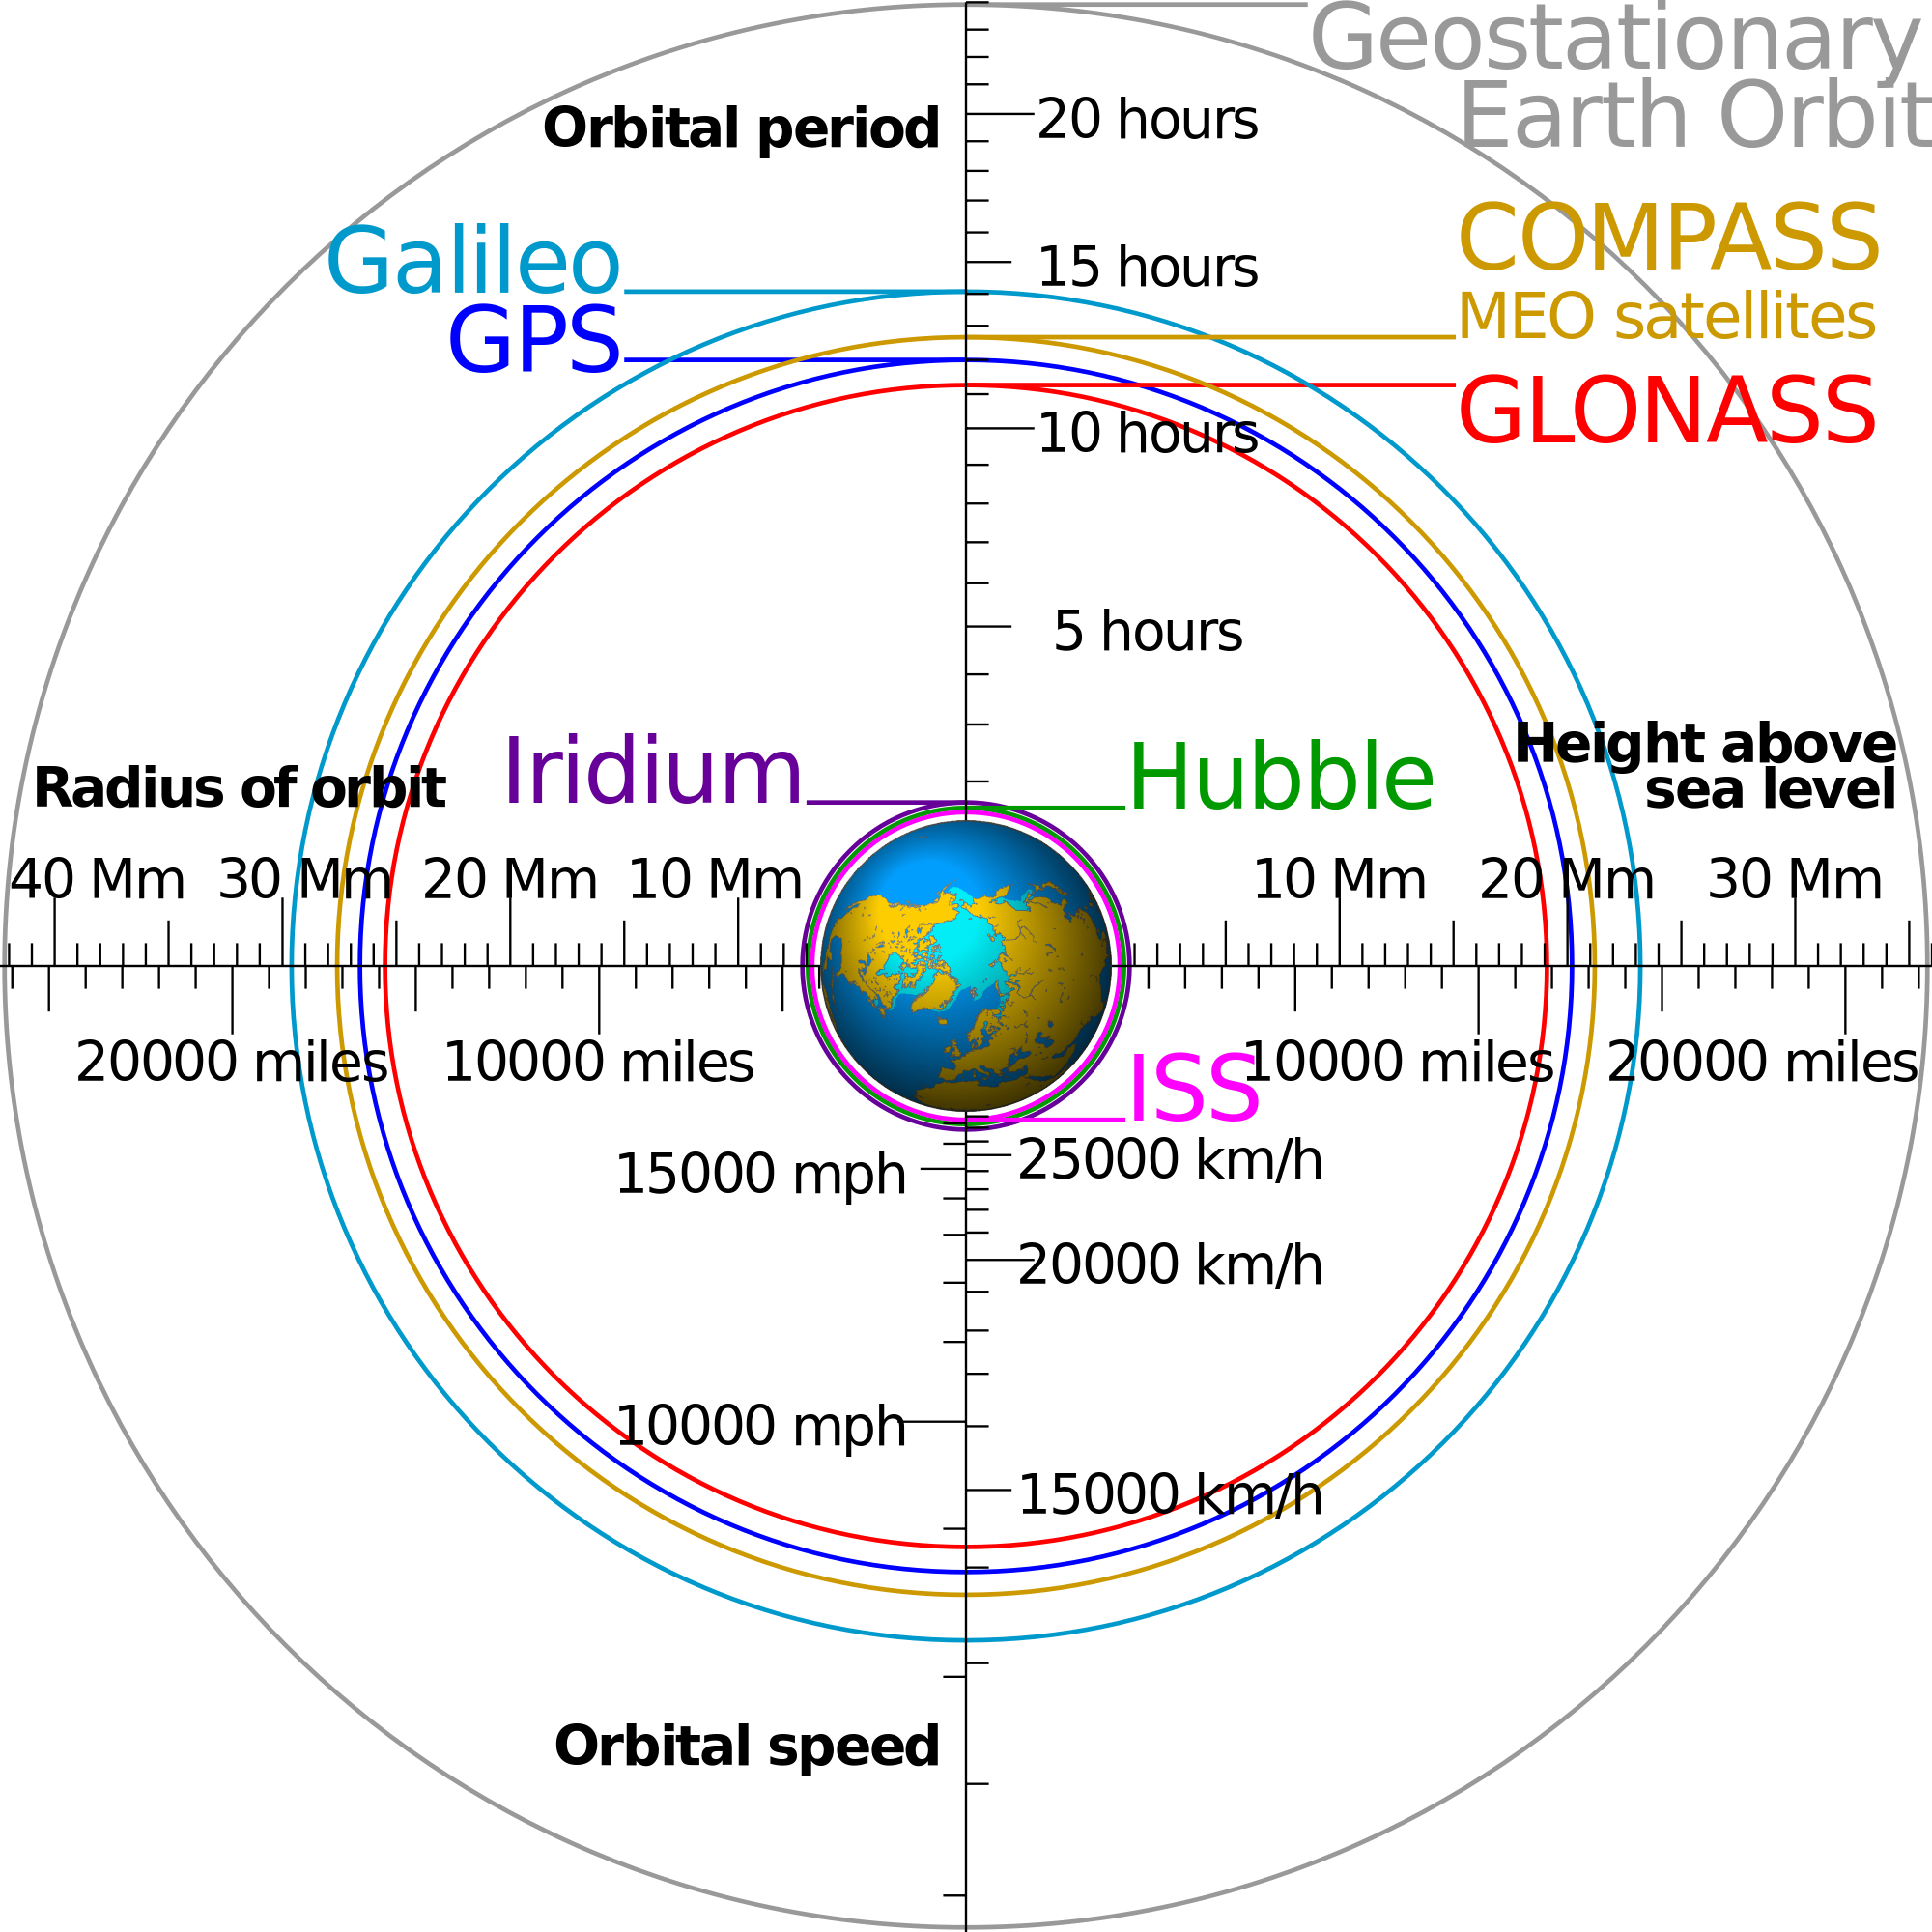 Geostationary
Earth Orbit
Orbital period
20 hours
Galileo
COMPASS
15 hours
GPS
MEO satellites
GLONASS
10 hours
5 hours
Iridium
Hubble
Height above
sea level
Radius of orbit
40 Mm 30 Mm 20 Mm 10 Mm
10 Mm 20 Mm 30 Mm
20000 miles 10000 miles
ISS
10000 miles 20000 miles
15000 mph
25000 km/h
20000 km/h
10000 mph
15000 km/h
Orbital speed